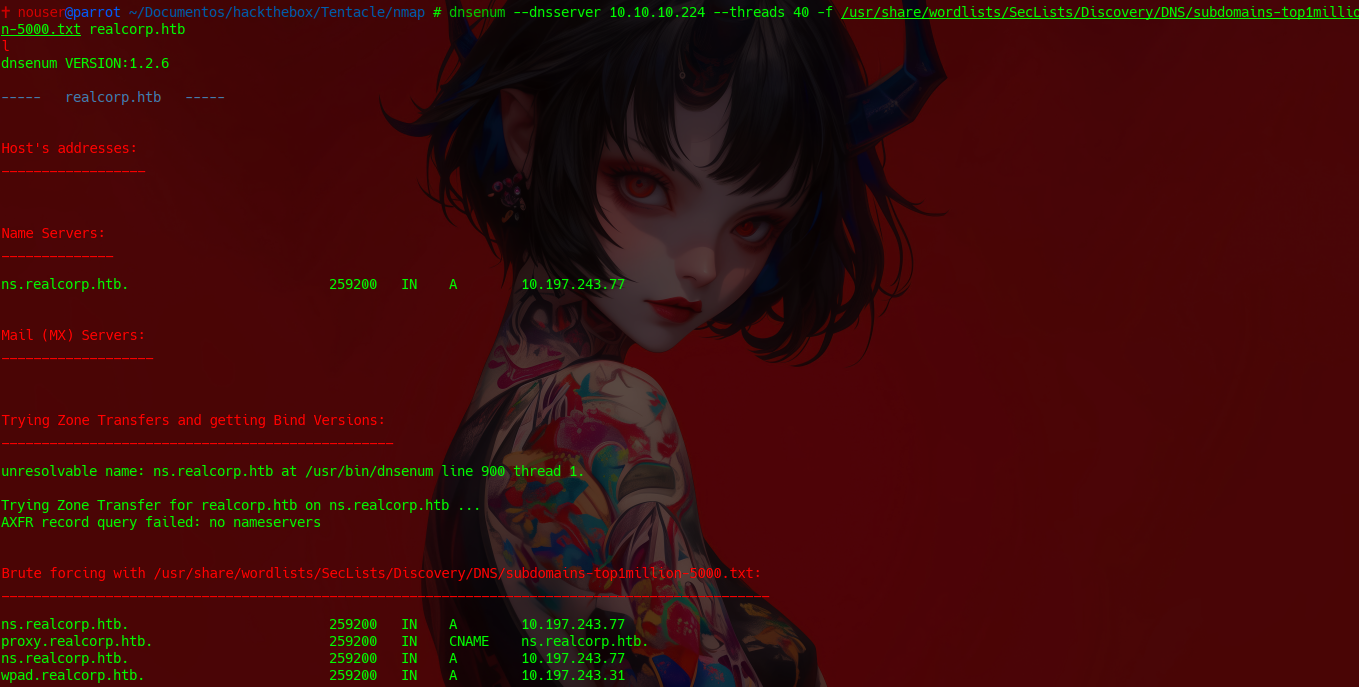 † nouser@parrot ~/Documentos/hackthebox/Tentacle/nmap # dnsenum --dnsserver 10.10.10.224 --threads 40 -f /usr/share/wordlists/SecLists/Discovery/DNS/subdomains-top1millio
n-5000.txt realcorp.htb
l
dnsenum VERSION:1.2.6
-----   realcorp.htb   -----
Host's addresses:
__________________
Name Servers:
______________
ns.realcorp.htb.                         259200   IN    A        10.197.243.77
Mail (MX) Servers:
___________________
Trying Zone Transfers and getting Bind Versions:
_________________________________________________
unresolvable name: ns.realcorp.htb at /usr/bin/dnsenum line 900 thread 1.
Trying Zone Transfer for realcorp.htb on ns.realcorp.htb ...
AXFR record query failed: no nameservers
Brute forcing with /usr/share/wordlists/SecLists/Discovery/DNS/subdomains-top1million-5000.txt:
________________________________________________________________________________________________
ns.realcorp.htb.                         259200   IN    A        10.197.243.77
proxy.realcorp.htb.                      259200   IN    CNAME    ns.realcorp.htb.
ns.realcorp.htb.                         259200   IN    A        10.197.243.77
wpad.realcorp.htb.                       259200   IN    A        10.197.243.31